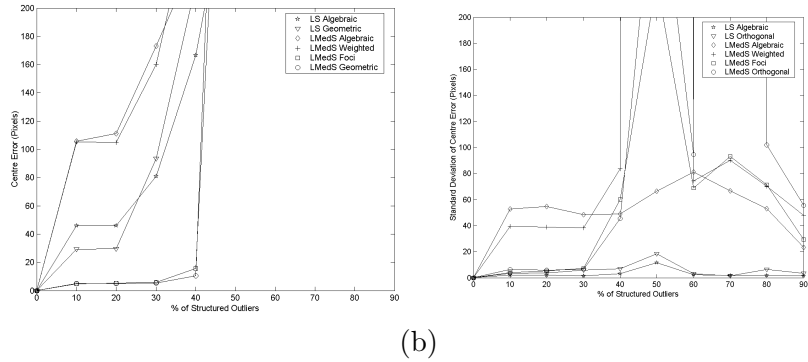 200
180
160
140
120
100
80
60
40
20
0
Centre Error (Pixels)
0 10 20 30 40 50 60 70 80 90
% of Structured Outliers
LS Algebraic
LS Geometric
LMedS Algebraic
LMedS Weighted
LMedS Foci
LMedS Geometric
200
180
160
140
120
100
80
60
40
20
0
Standard Deviation of Centre Error (Pixels)
0 10 20 30 40 50 60 70 80 90
% of Structured Outliers
LS Algebraic
LS Orthogonal
LMedS Algebraic
LMedS Weighted
LMedS Foci
LMedS Orthogonal
(b)